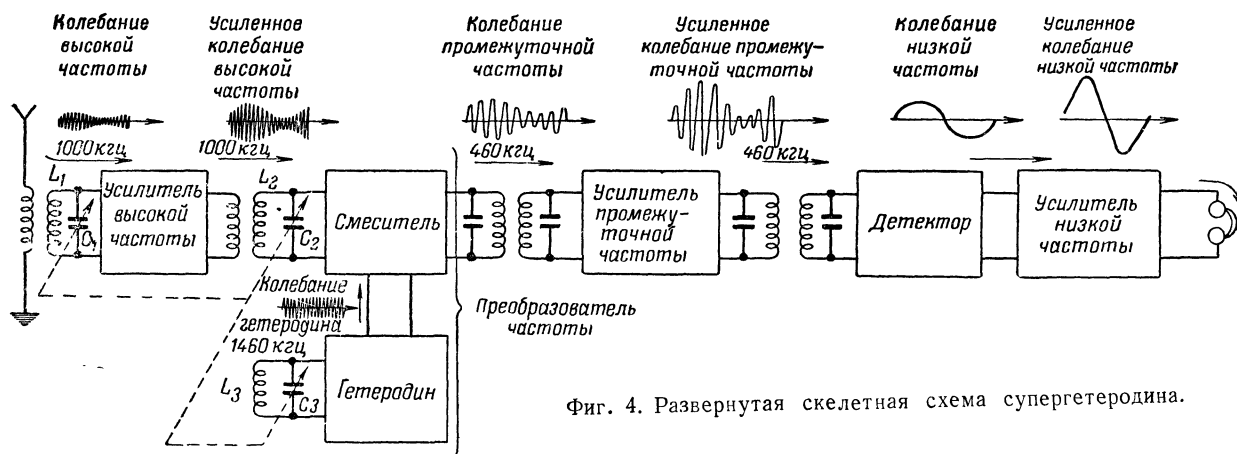 Колебание
высокой
частоты
Усиленное
колебание
высокой
частоты
Колебание
промежуточной
частоты
Усиленное
колебание промежу-
точной частоты
Колебание
низкой
частоты
Усиленное
колебание
низкой частоты
1000 кгц
1000 кгц
460 кгц
460 кгц
L1
C1
Усилитель
высокой
частоты
L2
C2
Смеситель
Усилитель
промежу-
точной
частоты
Детектор
Усилитель
низкой
частоты
Колебание
гетеродина
1460 кгц
Преобразователь
частоты
L3
C3
Гетеродин
Фиг. 4. Развернутая скелетная схема супергетеродина.